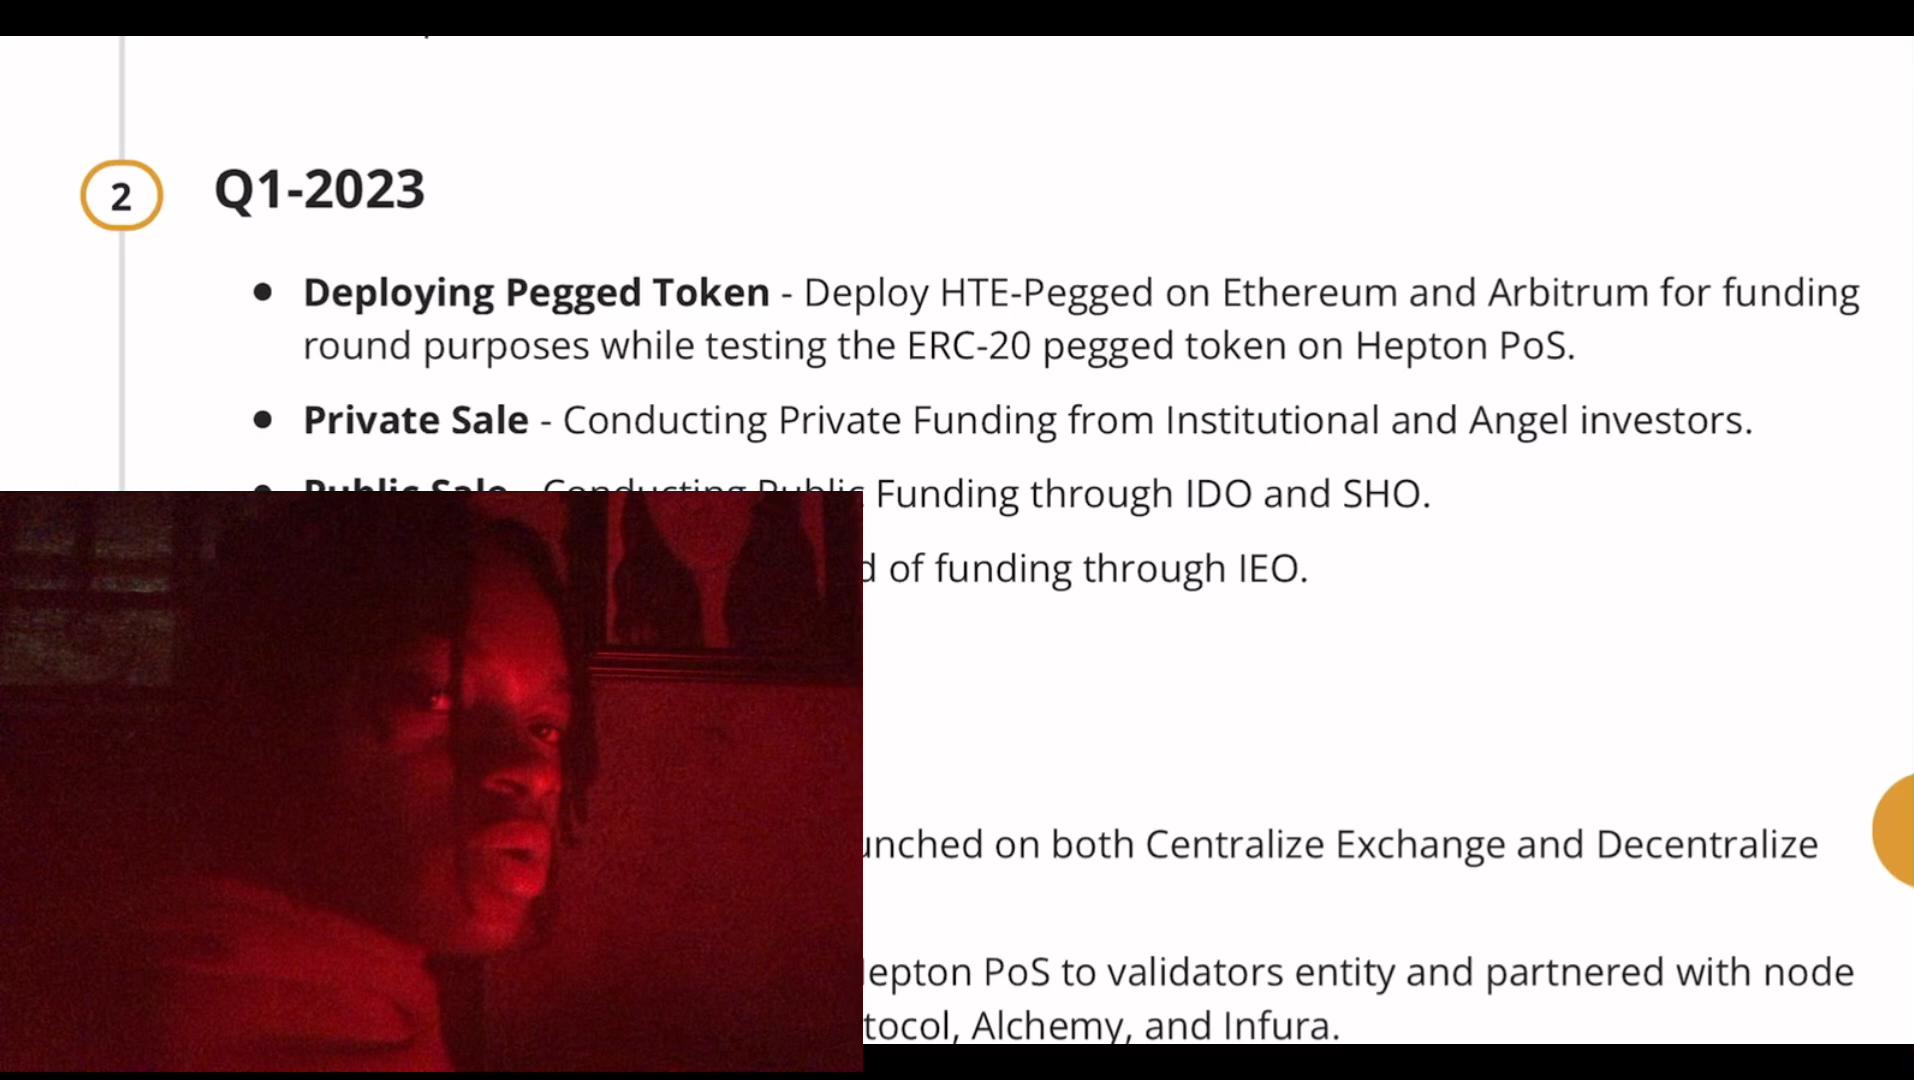 2
Q1-2023
Deploying Pegged Token - Deploy HTE-Pegged on Ethereum and Arbitrum for funding
round purposes while testing the ERC-20 pegged token on Hepton PoS.
Private Sale - Conducting Private Funding from Institutional and Angel investors.
Public Sale - Conducting Public Funding through IDO and SHO.
of funding through IEO.
on both Centralize Exchange and Decentralize
PoS to validators entity and partnered with node
Alchemy, and Infura.